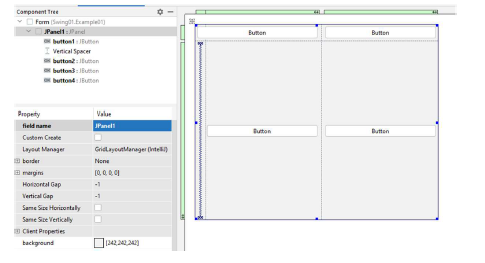 Component Tree
Form (Swing01.Example01)
JPanel1 : JPanel
button1 : JButton
Vertical Spacer
button2 : JButton
button3 : JButton
button4 : JButton
Property Value
field name JPanel1
Custom Create
Layout Manager GridLayoutManager (IntelliJ)
border None
margins [0, 0, 0, 0]
Horizontal Gap -1
Vertical Gap -1
Same Size Horizontally
Same Size Vertically
Client Properties
background [242,242,242]
Button Button
Button Button